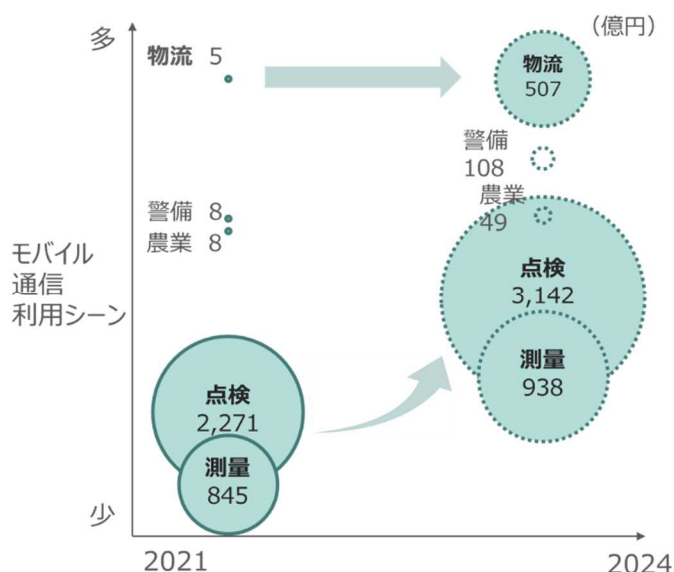 (億円)
多
物流 5
物流
507
警備
108
警備 8
農業 8
農業
49
モバイル
通信
利用シーン
点検
3,142
点検
2,271
測量
938
測量
845
少
2021
2024